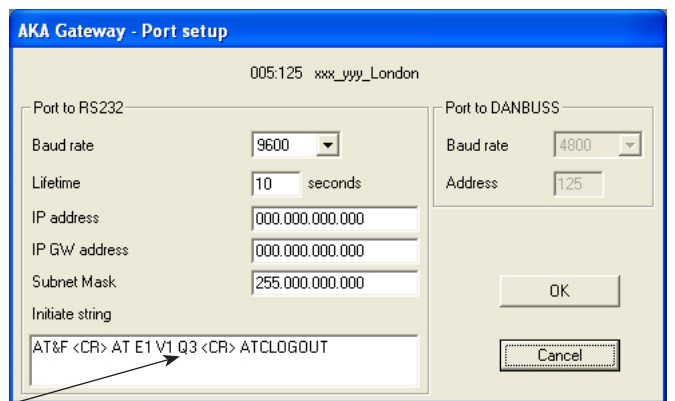 AKA Gateway - Port setup
005:125 xxx_yyy_London
Port to RS232
Baud rate 9600
Lifetime 10 seconds
IP address 000.000.000.000
IP GW address 000.000.000.000
Subnet Mask 255.000.000.000
Initiate string
AT&F <CR> AT E1 V1 Q3 <CR> ATCLOGOUT
Port to DANBUSS
Baud rate 4800
Address 125
OK
Cancel